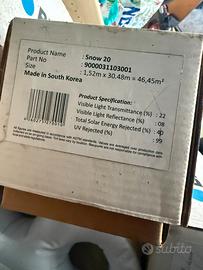 Product Name : Snow 20
Part No : 9000031103001
Size : 1,52m x 30,48m = 46,45m²
Made in South Korea
Product Specification:
Visible Light Transmittance (%) : 22
Visible Light Reflectance (%) : 08
Total Solar Energy Rejected (%) : 40
UV Rejected (%) : 99
subito